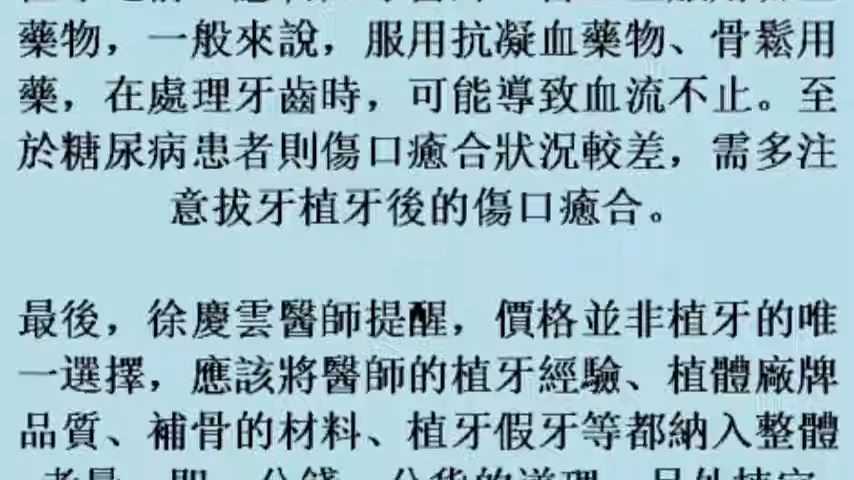 藥物，一般來說，服用抗凝血藥物、骨鬆用
藥，在處理牙齒時，可能導致血流不止。至
於糖尿病患者則傷口癒合狀況較差，需多注
意拔牙植牙後的傷口癒合。
最後，徐慶雲醫師提醒，價格並非植牙的唯
一選擇，應該將醫師的植牙經驗、植體廠牌
品質、補骨的材料、植牙假牙等都納入整體